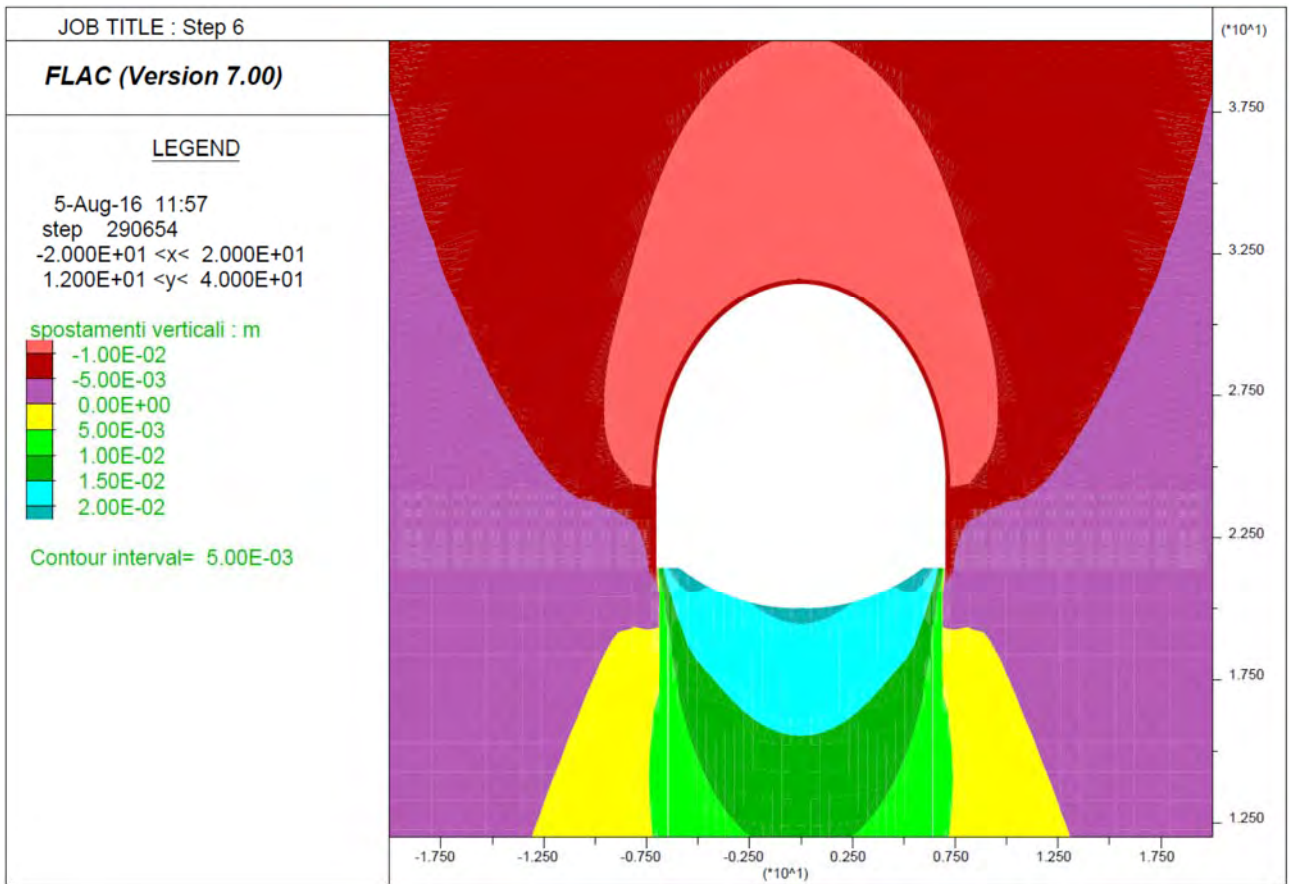 JOB TITLE : Step 6
FLAC (Version 7.00)
LEGEND
5-Aug-16 11:57
step 290654
-2.000E+01 <x< 2.000E+01
1.200E+01 <y< 4.000E+01
spostamenti verticali : m
-1.00E-02
-5.00E-03
0.00E+00
5.00E-03
1.00E-02
1.50E-02
2.00E-02
Contour interval= 5.00E-03
(*10^1)
3.750
3.250
2.750
2.250
1.750
1.250
-1.750 -1.250 -0.750 -0.250 0.250 0.750 1.250 1.750
(*10^1)